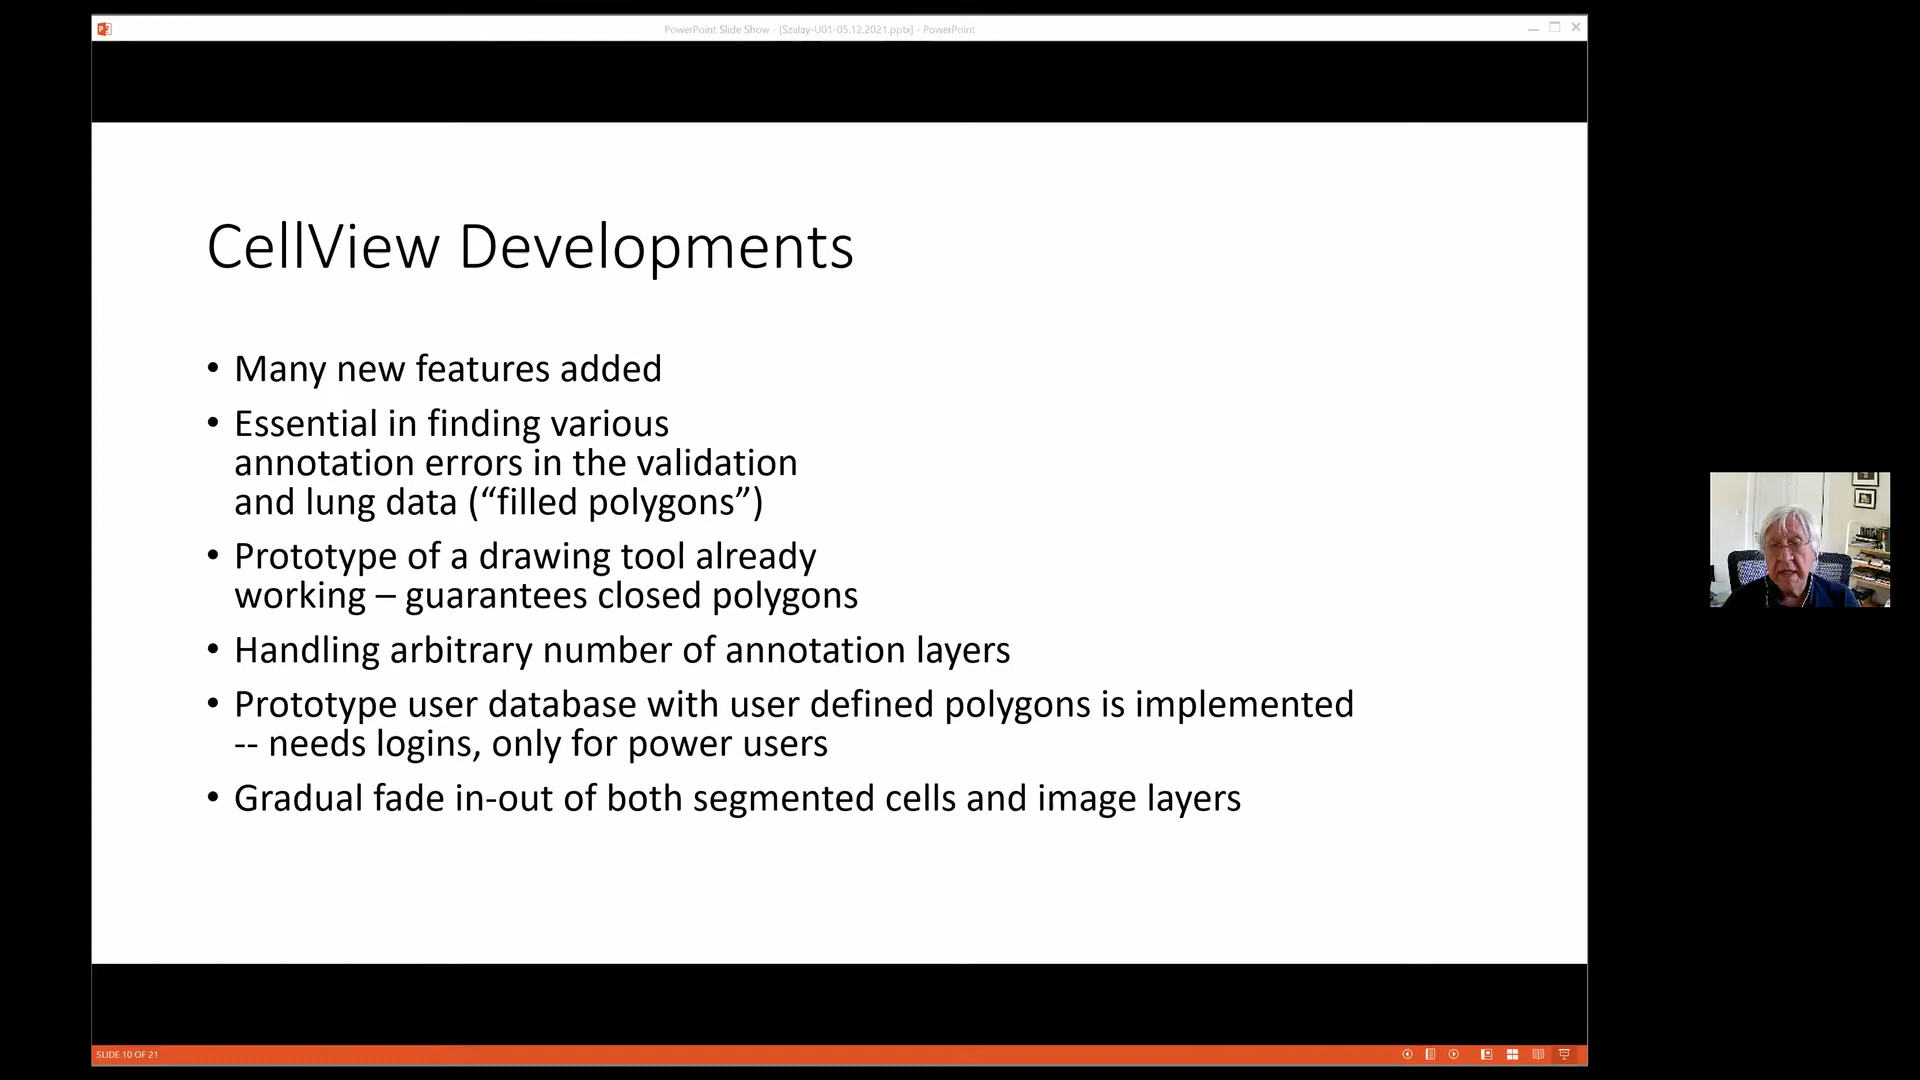 PowerPoint Slide Show - [Szalay-U01-05.12.2021.pptx] - PowerPoint
CellView Developments
• Many new features added
• Essential in finding various
annotation errors in the validation
and lung data (“filled polygons”)
• Prototype of a drawing tool already
working – guarantees closed polygons
• Handling arbitrary number of annotation layers
• Prototype user database with user defined polygons is implemented
-- needs logins, only for power users
• Gradual fade in-out of both segmented cells and image layers
SLIDE 10 OF 21